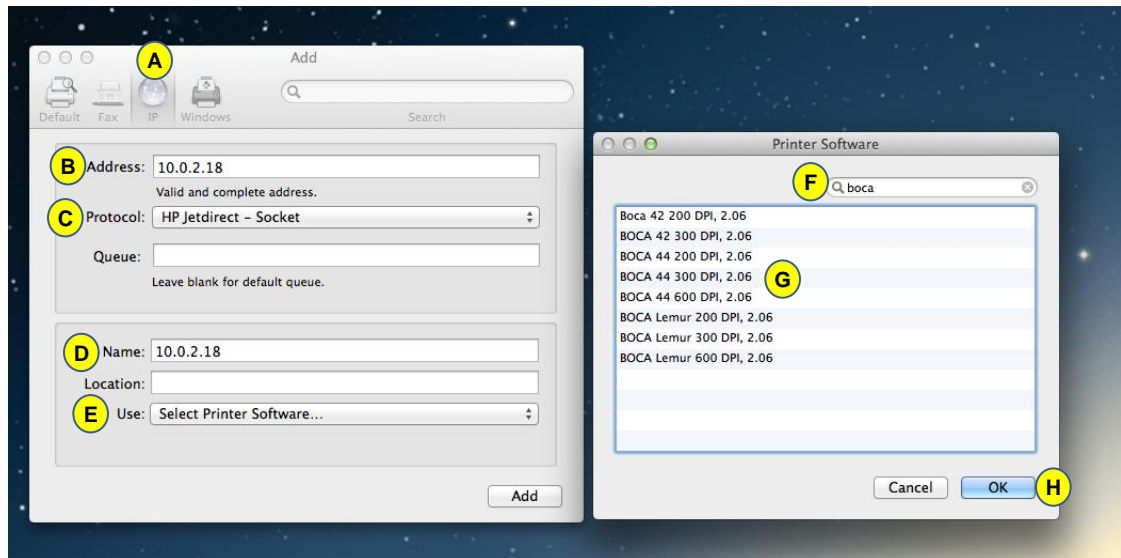 A
Add
Default Fax IP Windows
Search
B Address: 10.0.2.18
Valid and complete address.
C Protocol: HP Jetdirect – Socket
Queue:
Leave blank for default queue.
D Name: 10.0.2.18
Location:
E Use: Select Printer Software...
Add
Printer Software
F boca
Boca 42 200 DPI, 2.06
BOCA 42 300 DPI, 2.06
BOCA 44 200 DPI, 2.06
BOCA 44 300 DPI, 2.06 G
BOCA 44 600 DPI, 2.06
BOCA Lemur 200 DPI, 2.06
BOCA Lemur 300 DPI, 2.06
BOCA Lemur 600 DPI, 2.06
Cancel OK H